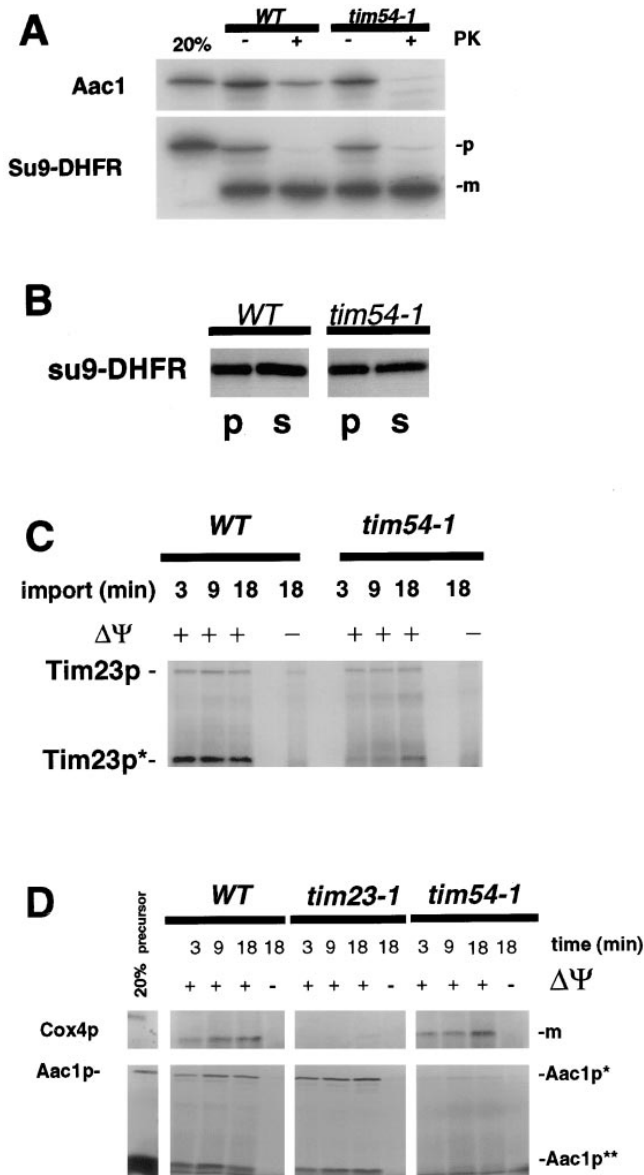 A
WT tim54-1
20% - + - + PK
Aac1
Su9-DHFR
-p
-m
B
WT tim54-1
su9-DHFR
p s p s
C
WT tim54-1
import (min) 3 9 18 18 3 9 18 18
ΔΨ + + + − + + + −
Tim23p -
Tim23p*-
D
WT tim23-1 tim54-1
20% precursor
3 9 18 18 3 9 18 18 3 9 18 18 time (min)
+ + + - + + + - + + + - ΔΨ
Cox4p -m
Aac1p- -Aac1p*
-Aac1p**